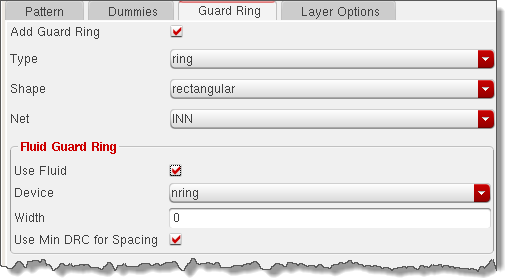 Pattern Dummies Guard Ring Layer Options
Add Guard Ring
Type ring
Shape rectangular
Net INN
Fluid Guard Ring
Use Fluid
Device nring
Width 0
Use Min DRC for Spacing